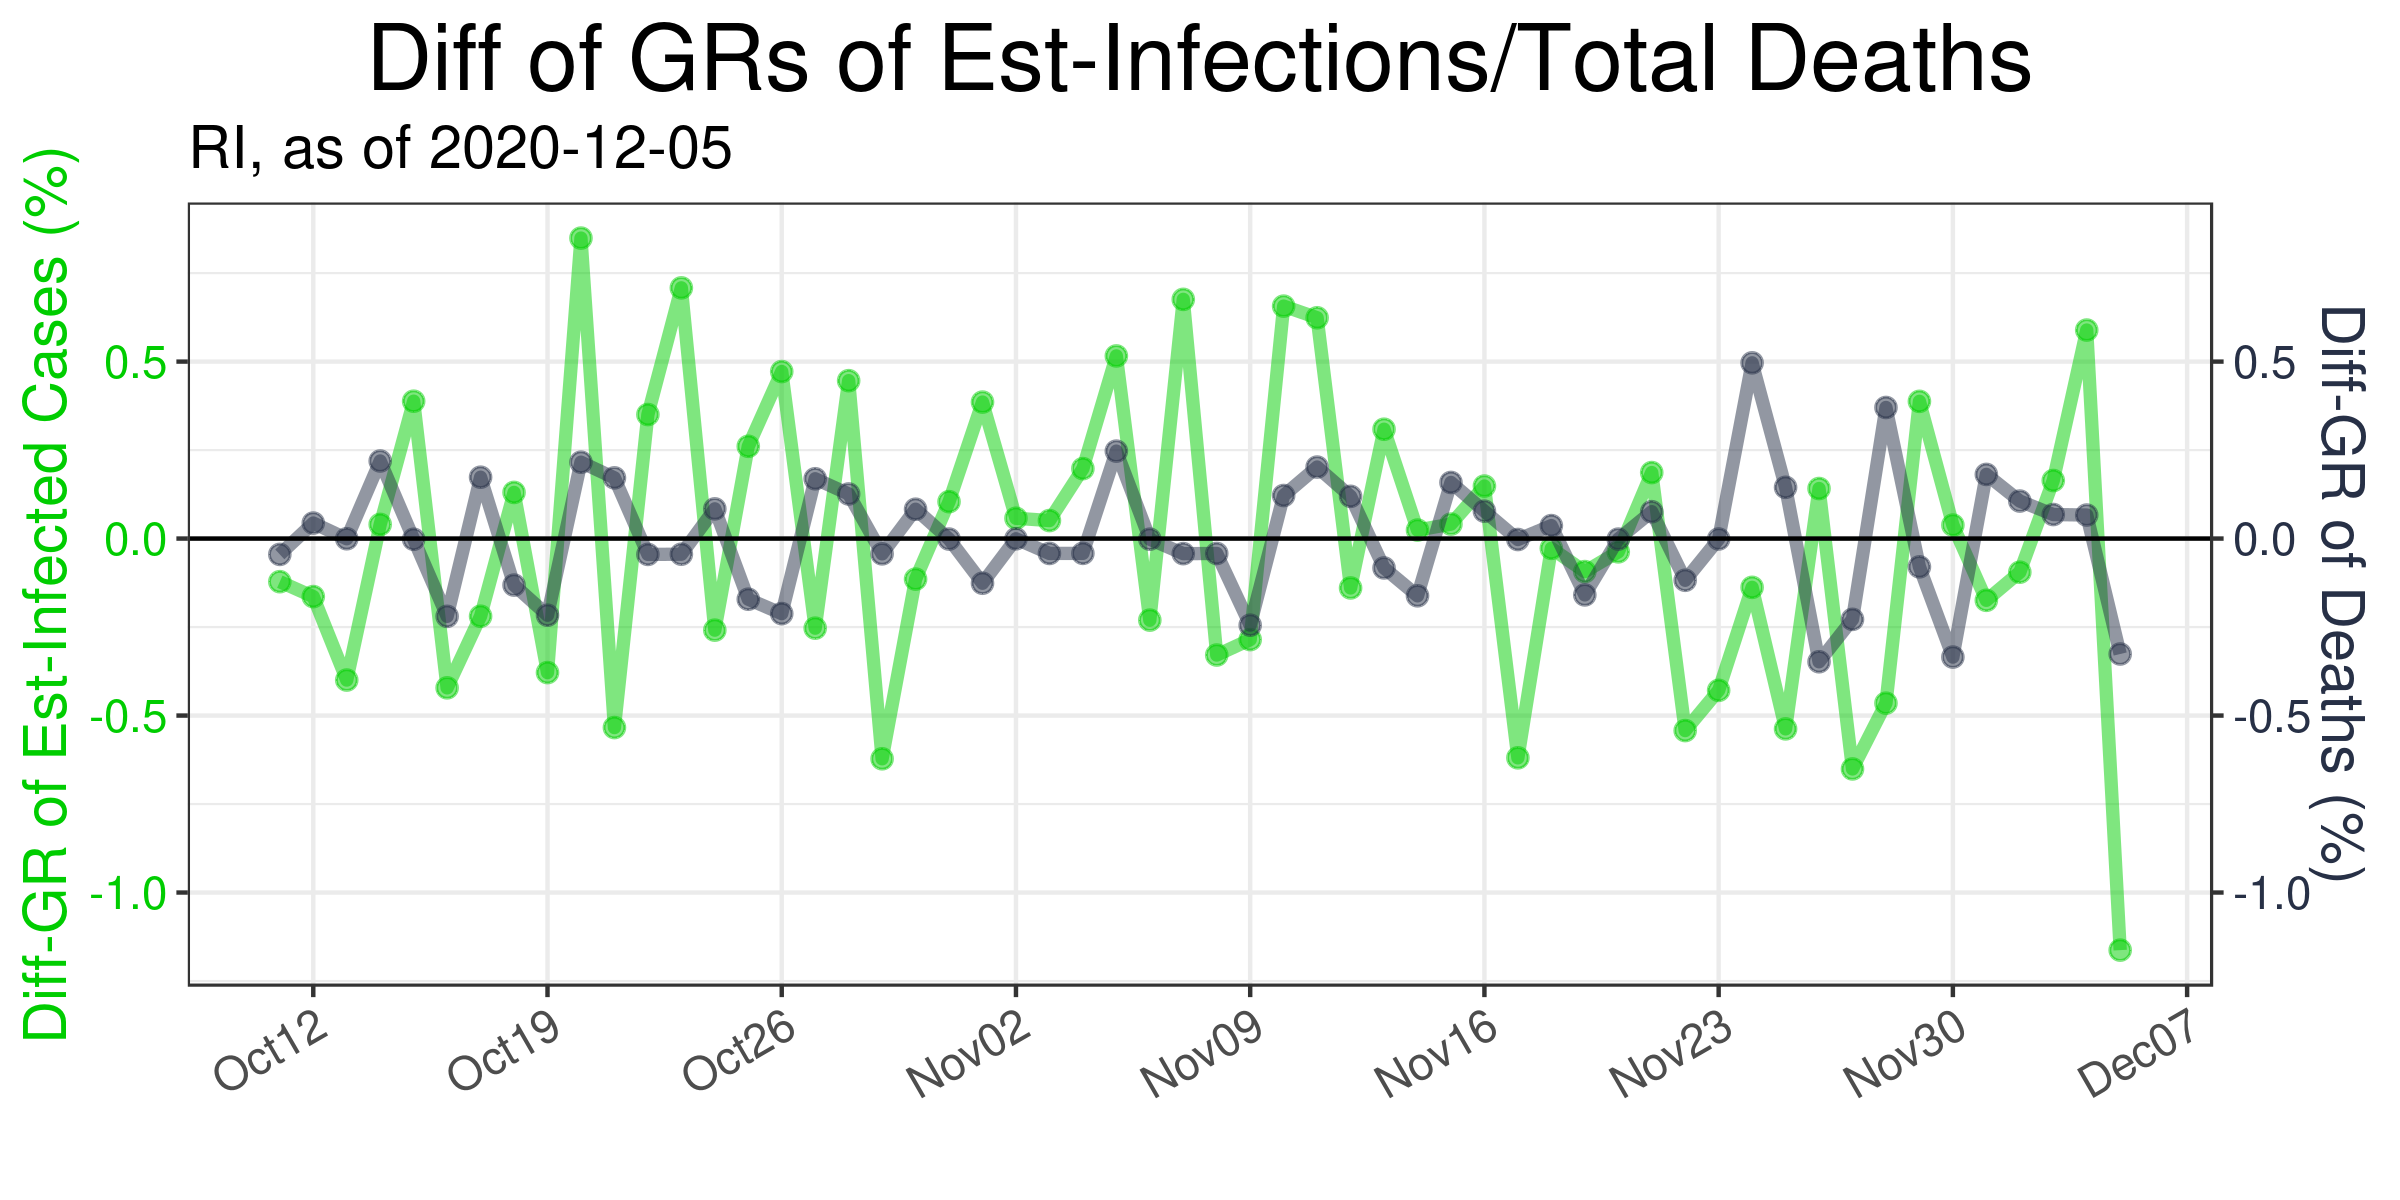 Diff of GRs of Est-Infections/Total Deaths
RI, as of 2020-12-05
Diff-GR of Est-Infected Cases (%)
0.5
0.0
-0.5
-1.0
0.5
0.0
-0.5
-1.0
Diff-GR of Deaths (%)
Oct12
Oct19
Oct26
Nov02
Nov09
Nov16
Nov23
Nov30
Dec07